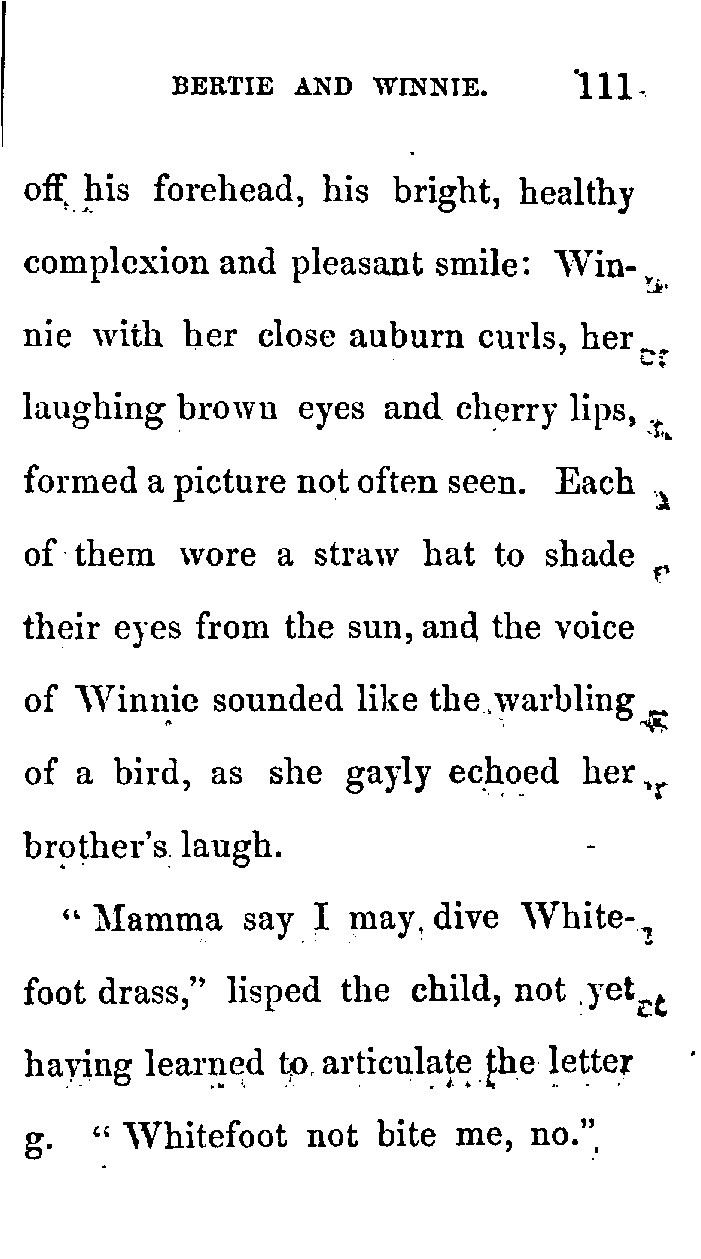 BERTIE AND WINNIE. 111
off his forehead, his bright, healthy
complexion and pleasant smile: Win-
nie with her close auburn curls, her
laughing brown eyes and cherry lips,
formed a picture not often seen. Each
of them wore a straw hat to shade
their eyes from the sun, and the voice
of Winnie sounded like the warbling
of a bird, as she gayly echoed her
brother's laugh.
“ Mamma say I may, dive White-
foot drass,” lisped the child, not yet
having learned to articulate the letter
g. “ Whitefoot not bite me, no.”